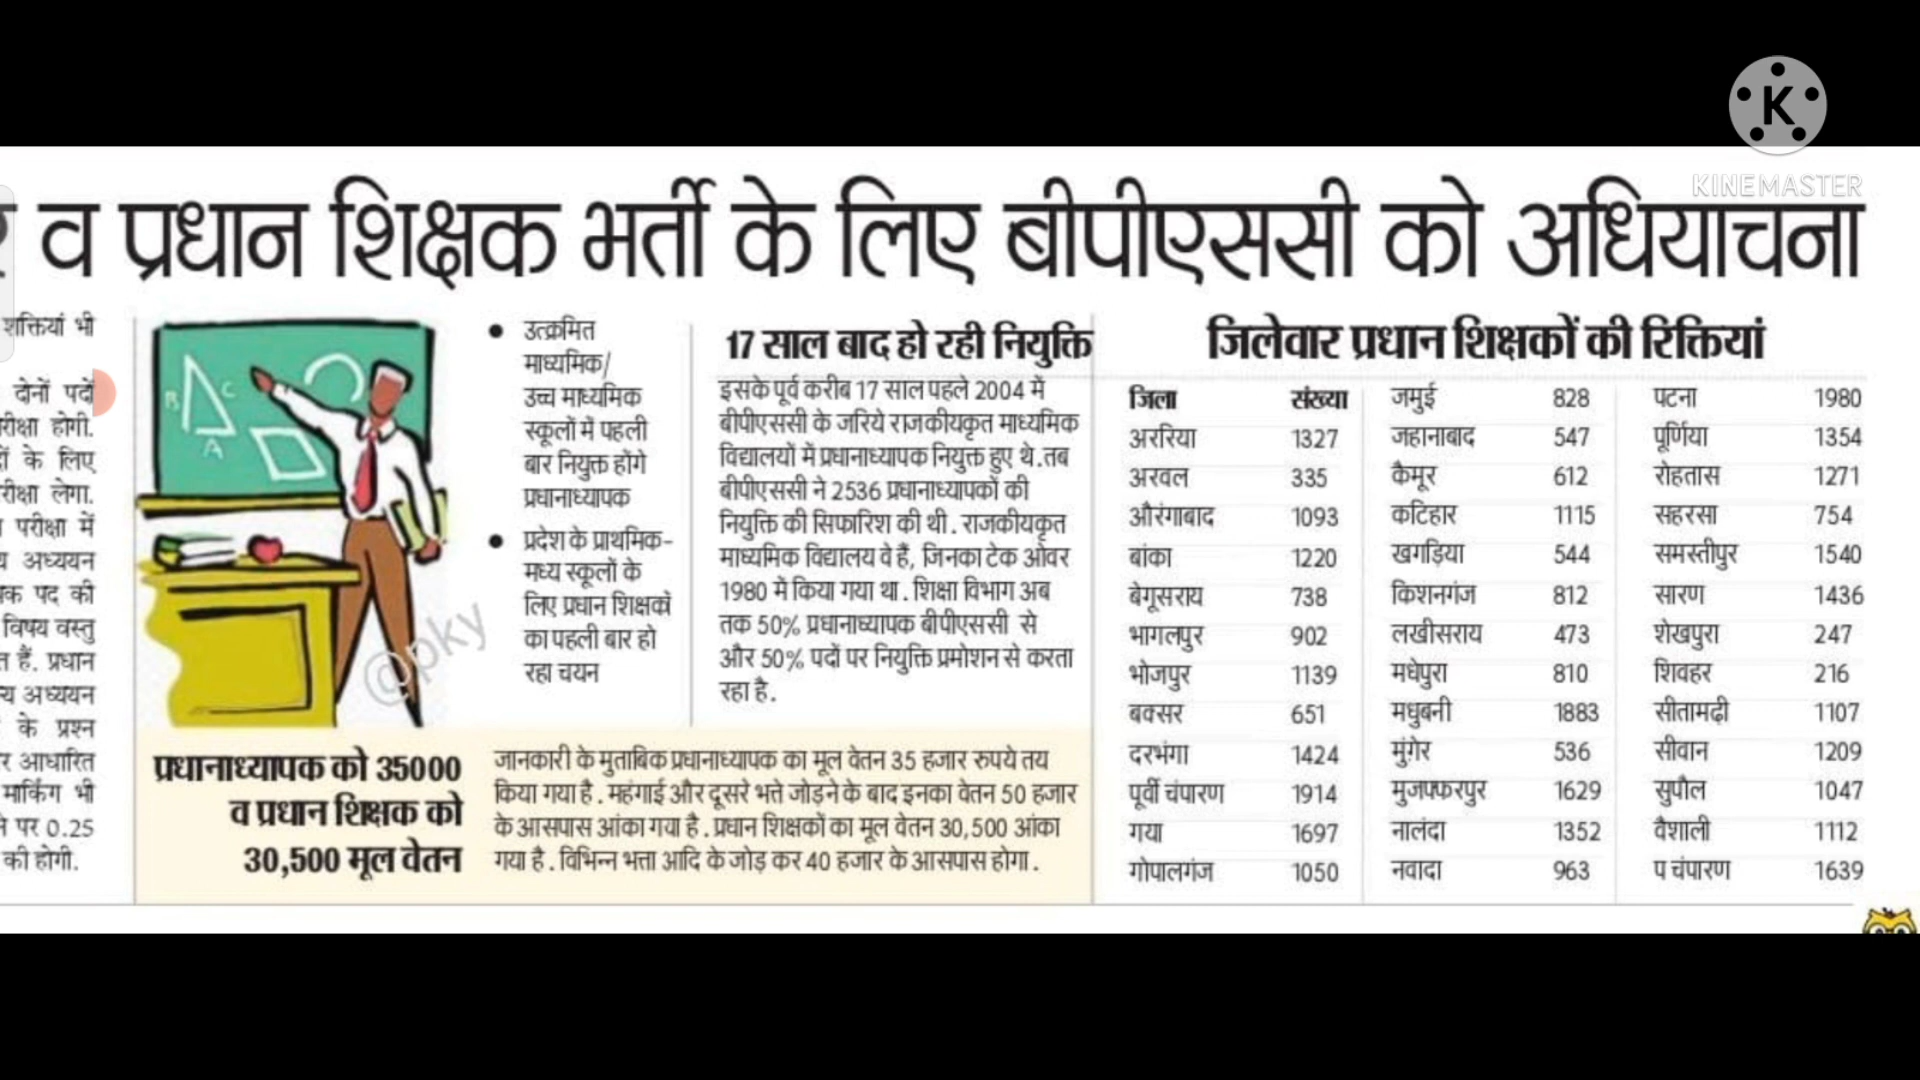 KINEMASTER
व प्रधान शिक्षक भर्ती के लिए बीपीएससी को अधियाचना
शक्तियां भी
दोनों पदों
होगी.
के लिए
लेगा.
परीक्षा में
अध्ययन
पद की
विषय वस्तु
हैं. प्रधान
अध्ययन
के प्रश्न
आधारित
मार्किंग भी
पर 0.25
की होगी.
B C
A
@pky
● उत्क्रमित
माध्यमिक/
उच्च माध्यमिक
स्कूलों में पहली
बार नियुक्त होंगे
प्रधानाध्यापक
● प्रदेश के प्राथमिक-
मध्य स्कूलों के
लिए प्रधान शिक्षकों
का पहली बार हो
रहा चयन
17 साल बाद हो रही नियुक्ति
इसके पूर्व करीब 17 साल पहले 2004 में
बीपीएससी के जरिये राजकीयकृत माध्यमिक
विद्यालयों में प्रधानाध्यापक नियुक्त हुए थे. तब
बीपीएससी ने 2536 प्रधानाध्यापकों की
नियुक्ति की सिफारिश की थी. राजकीयकृत
माध्यमिक विद्यालय वे हैं, जिनका टेक ओवर
1980 में किया गया था. शिक्षा विभाग अब
तक 50% प्रधानाध्यापक बीपीएससी से
और 50% पदों पर नियुक्ति प्रमोशन से करता
रहा है.
प्रधानाध्यापक को 35000
व प्रधान शिक्षक को
30,500 मूल वेतन
जानकारी के मुताबिक प्रधानाध्यापक का मूल वेतन 35 हजार रुपये तय
किया गया है. महंगाई और दूसरे भत्ते जोड़ने के बाद इनका वेतन 50 हजार
के आसपास आंका गया है. प्रधान शिक्षकों का मूल वेतन 30,500 आंका
गया है. विभिन्न भत्ता आदि के जोड़ कर 40 हजार के आसपास होगा.
जिलेवार प्रधान शिक्षकों की रिक्तियां
जिला संख्या
अररिया 1327
अरवल 335
औरंगाबाद 1093
बांका 1220
बेगूसराय 738
भागलपुर 902
भोजपुर 1139
बक्सर 651
दरभंगा 1424
पूर्वी चंपारण 1914
गया 1697
गोपालगंज 1050
जमुई 828
जहानाबाद 547
कैमूर 612
कटिहार 1115
खगड़िया 544
किशनगंज 812
लखीसराय 473
मधेपुरा 810
मधुबनी 1883
मुंगेर 536
मुजफ्फरपुर 1629
नालंदा 1352
नवादा 963
पटना 1980
पूर्णिया 1354
रोहतास 1271
सहरसा 754
समस्तीपुर 1540
सारण 1436
शेखपुरा 247
शिवहर 216
सीतामढ़ी 1107
सीवान 1209
सुपौल 1047
वैशाली 1112
प चंपारण 1639